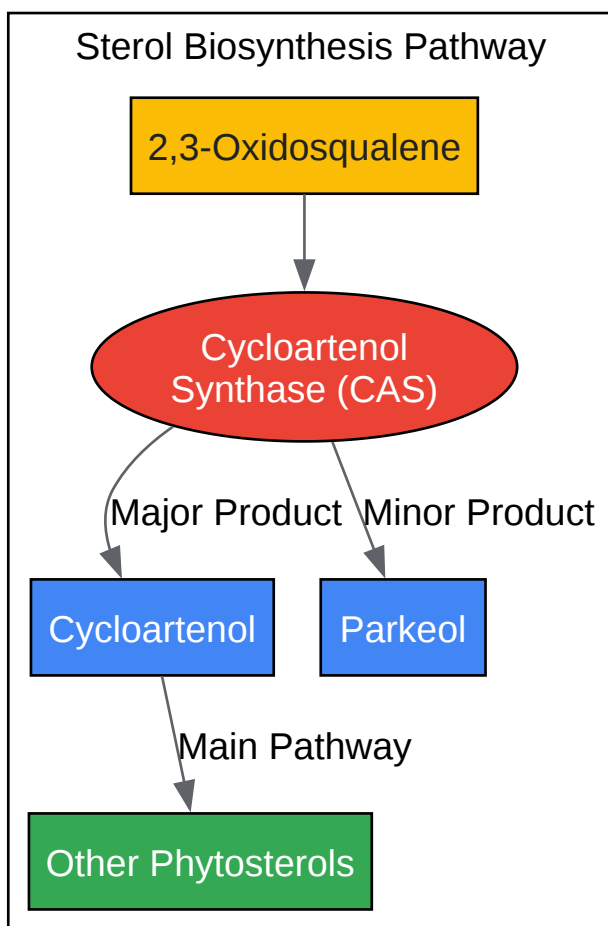 Sterol Biosynthesis Pathway
2,3-Oxidosqualene
Cycloartenol
Synthase (CAS)
Major Product
Minor Product
Cycloartenol
Parkeol
Main Pathway
Other Phytosterols